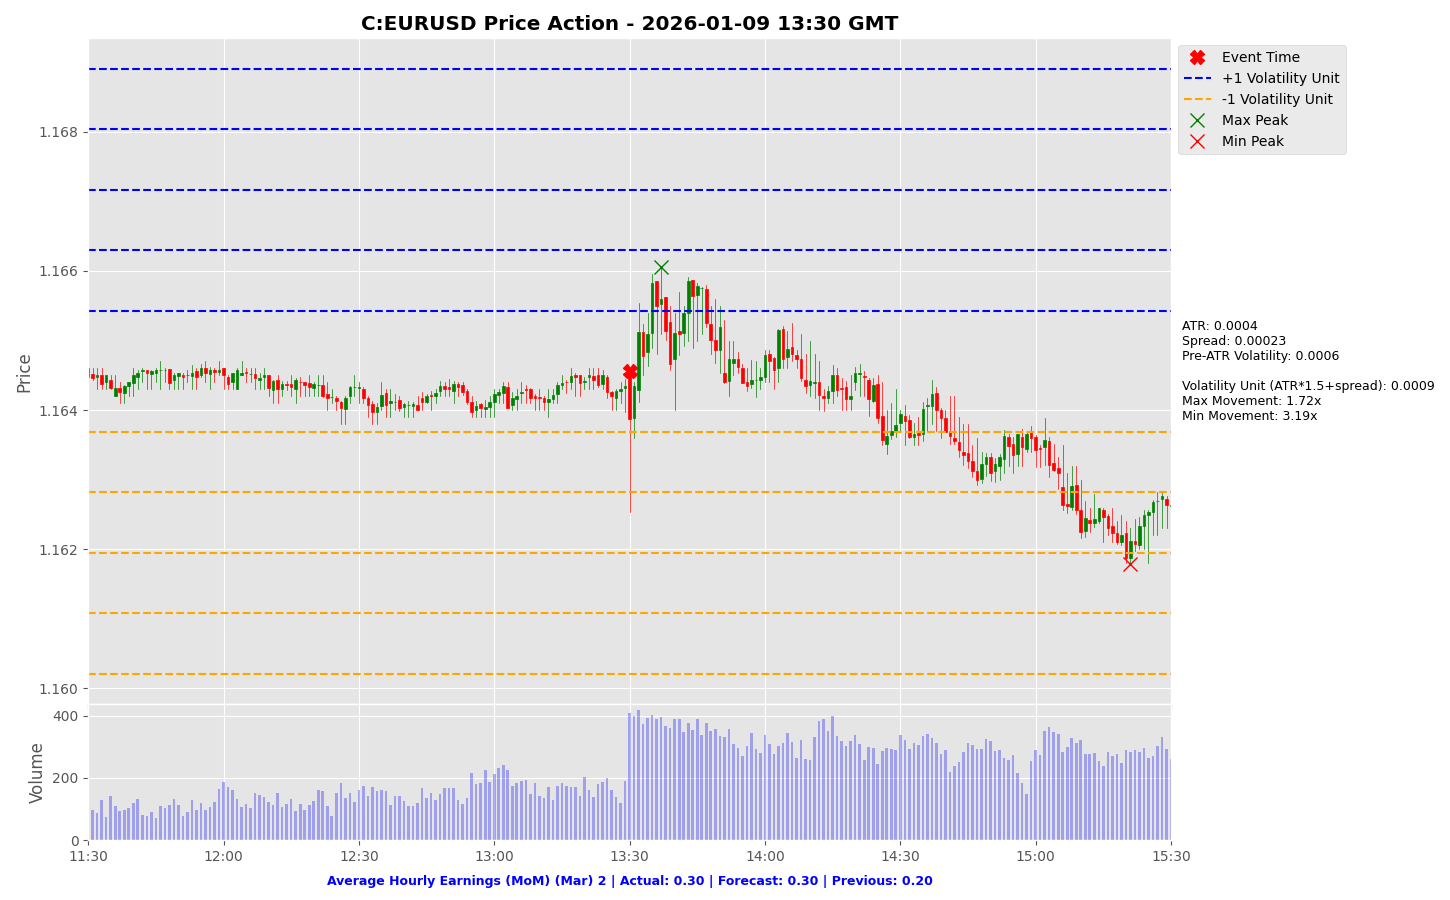 C:EURUSD Price Action - 2026-01-09 13:30 GMT
Event Time
+1 Volatility Unit
-1 Volatility Unit
Max Peak
Min Peak
Price
1.168
1.166
1.164
1.162
1.160
ATR: 0.0004
Spread: 0.00023
Pre-ATR Volatility: 0.0006
Volatility Unit (ATR*1.5+spread): 0.0009
Max Movement: 1.72x
Min Movement: 3.19x
Volume
400
200
0
11:30 12:00 12:30 13:00 13:30 14:00 14:30 15:00 15:30
Average Hourly Earnings (MoM) (Mar) 2 | Actual: 0.30 | Forecast: 0.30 | Previous: 0.20